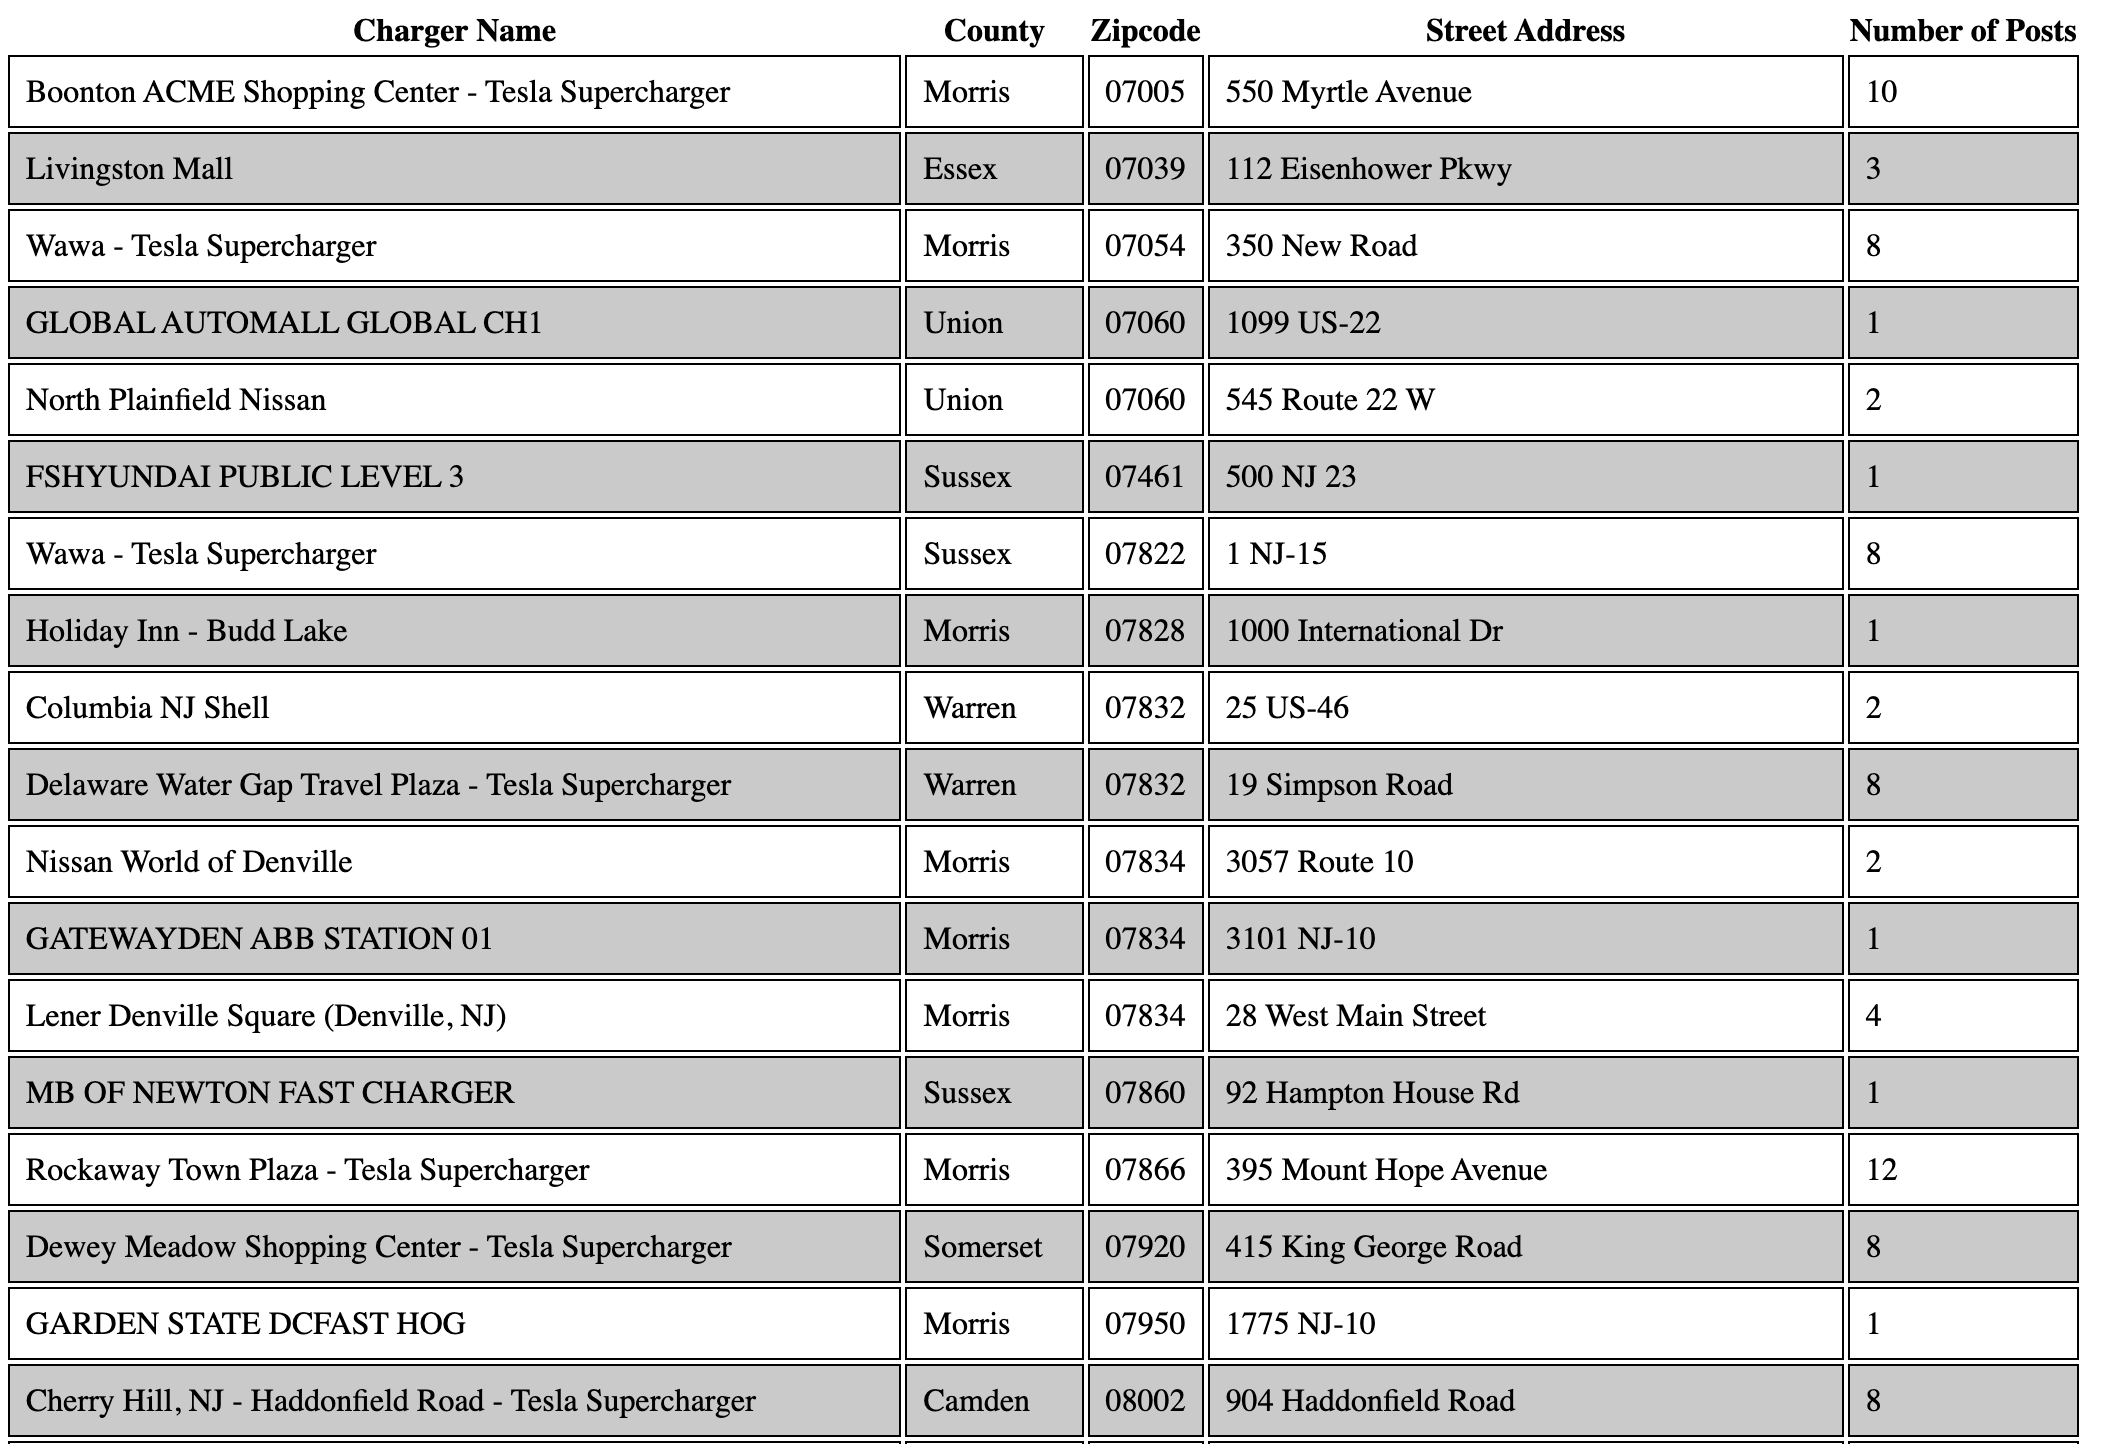 Charger Name County Zipcode Street Address Number of Posts
Boonton ACME Shopping Center - Tesla Supercharger Morris 07005 550 Myrtle Avenue 10
Livingston Mall Essex 07039 112 Eisenhower Pkwy 3
Wawa - Tesla Supercharger Morris 07054 350 New Road 8
GLOBAL AUTOMALL GLOBAL CH1 Union 07060 1099 US-22 1
North Plainfield Nissan Union 07060 545 Route 22 W 2
FSHYUNDAI PUBLIC LEVEL 3 Sussex 07461 500 NJ 23 1
Wawa - Tesla Supercharger Sussex 07822 1 NJ-15 8
Holiday Inn - Budd Lake Morris 07828 1000 International Dr 1
Columbia NJ Shell Warren 07832 25 US-46 2
Delaware Water Gap Travel Plaza - Tesla Supercharger Warren 07832 19 Simpson Road 8
Nissan World of Denville Morris 07834 3057 Route 10 2
GATEWAYDEN ABB STATION 01 Morris 07834 3101 NJ-10 1
Lener Denville Square (Denville, NJ) Morris 07834 28 West Main Street 4
MB OF NEWTON FAST CHARGER Sussex 07860 92 Hampton House Rd 1
Rockaway Town Plaza - Tesla Supercharger Morris 07866 395 Mount Hope Avenue 12
Dewey Meadow Shopping Center - Tesla Supercharger Somerset 07920 415 King George Road 8
GARDEN STATE DCFAST HOG Morris 07950 1775 NJ-10 1
Cherry Hill, NJ - Haddonfield Road - Tesla Supercharger Camden 08002 904 Haddonfield Road 8